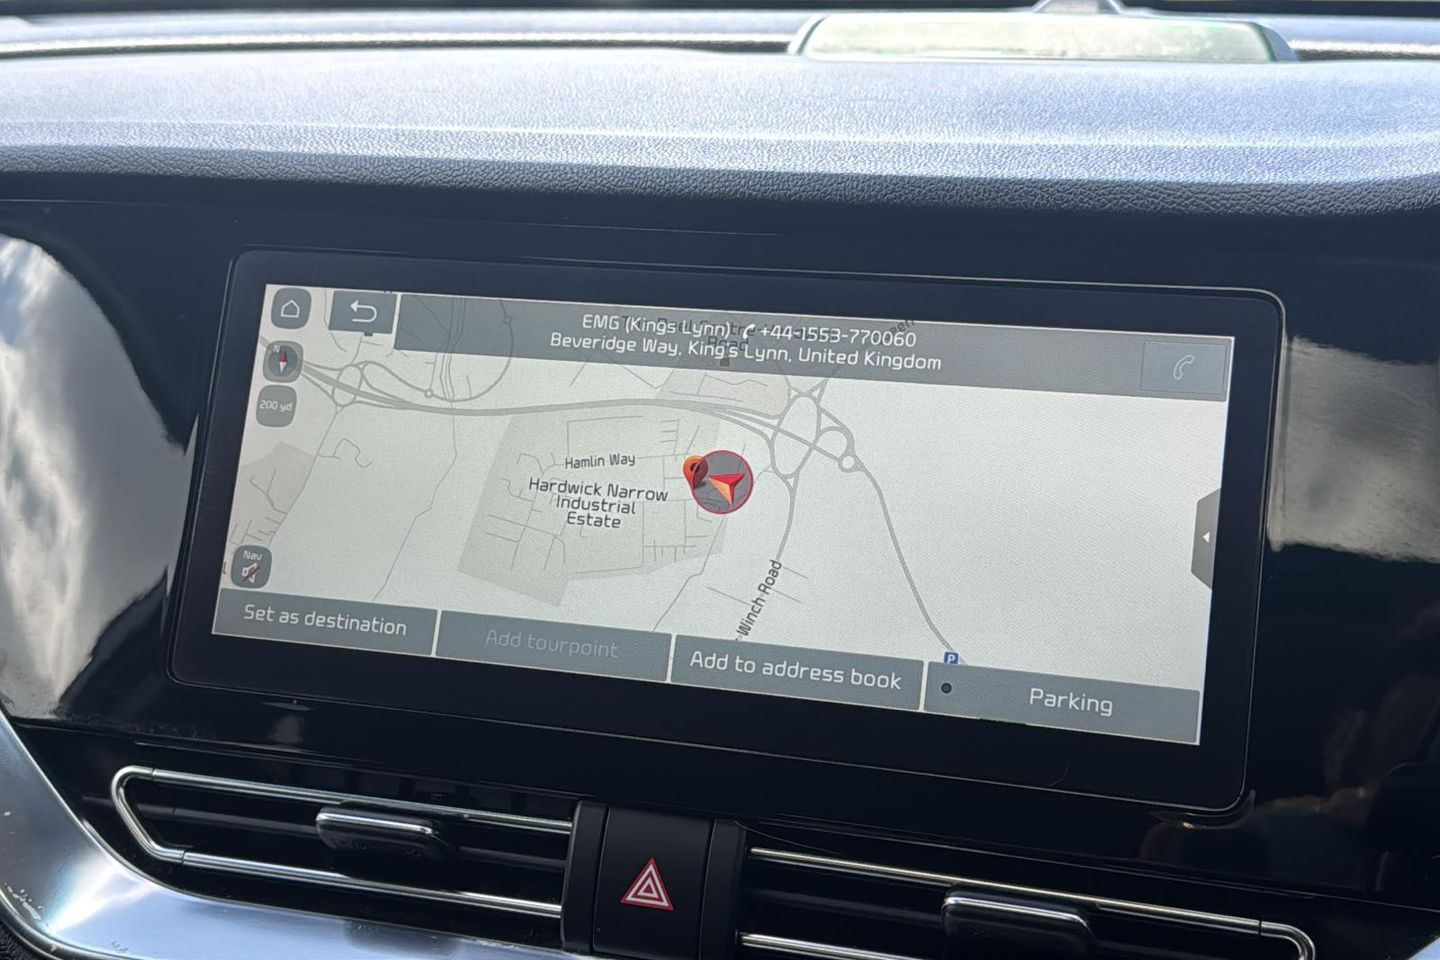 EMG (Kings Lynn) +44-1553-770060
Beveridge Way, King's Lynn, United Kingdom
N
200 yd
Hamlin Way
Hardwick Narrow
Industrial
Estate
Nav
Winch Road
P
Set as destination
Add tourpoint
Add to address book
Parking